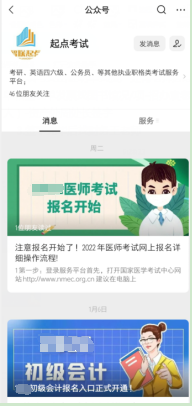 公众号
起点考试
发消息
考研、英语四六级、公务员、等其他执业职格类考试服务
平台；
位朋友关注
消息
服务
周二
医师考试
报名开始
注意报名开始了！2022年医师考试网上报名详
细操作流程!
1第一步，登录服务平台首先，打开国家医学考试中心网
站http://www.nmec.org.cn 建议在电脑上
初级会计
初级会计报名入口正式开通